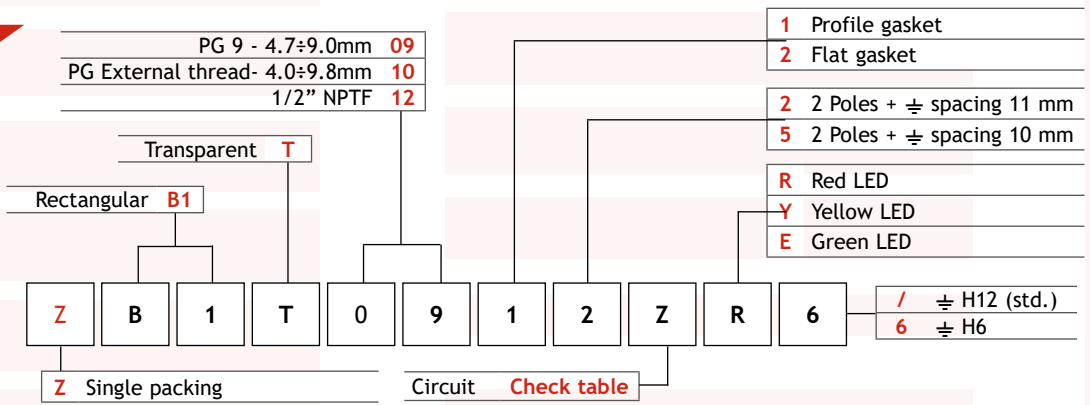 PG 9 - 4.7÷9.0mm 09
PG External thread- 4.0÷9.8mm 10
1/2” NPTF 12
1 Profile gasket
2 Flat gasket
2 2 Poles + ⏚ spacing 11 mm
5 2 Poles + ⏚ spacing 10 mm
Transparent T
R Red LED
Y Yellow LED
E Green LED
Rectangular B1
Z B 1 T 0 9 1 2 Z R 6
/ ⏚ H12 (std.)
6 ⏚ H6
Z Single packing
Circuit Check table